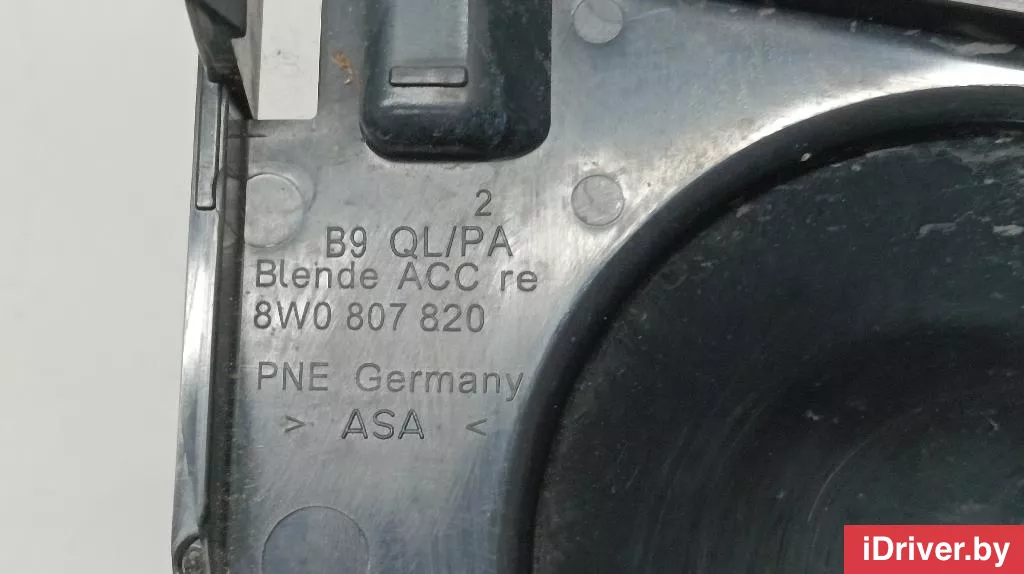 2
B9 QL/PA
Blende ACC re
8W0 807 820
PNE Germany
> ASA <
iDriver.by